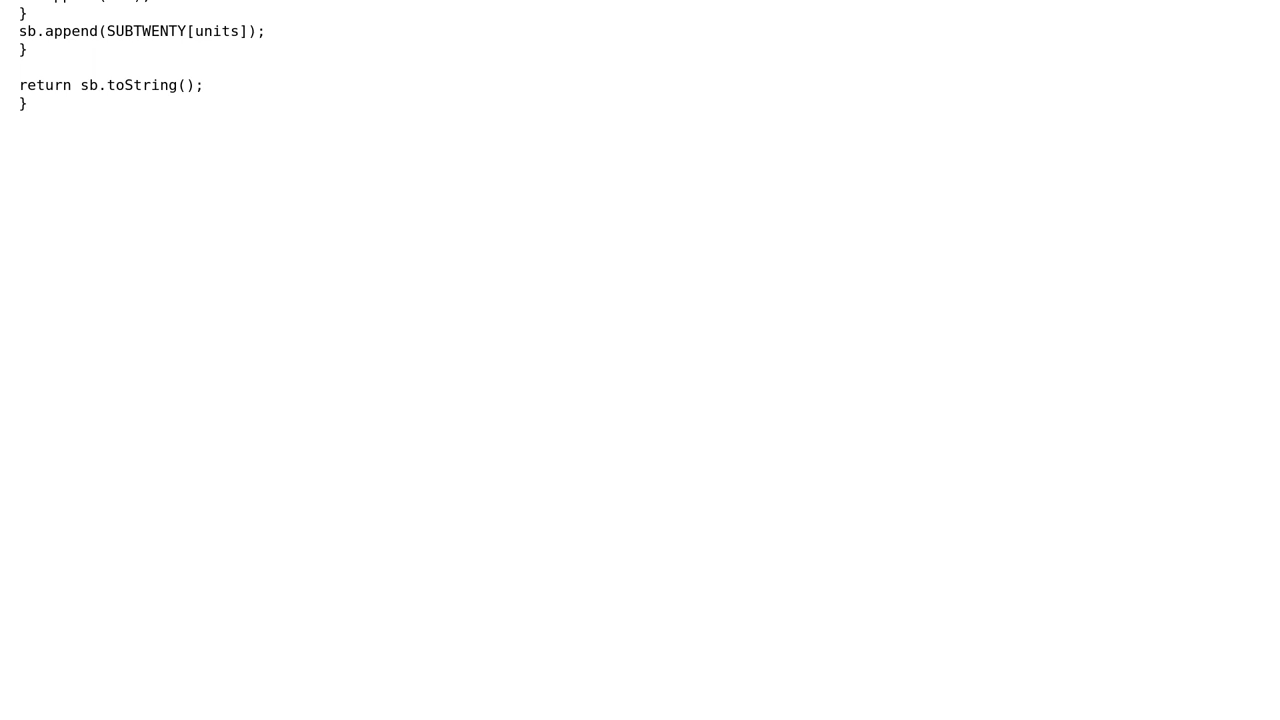 }
sb.append(SUBTWENTY[units]);
}
return sb.toString();
}